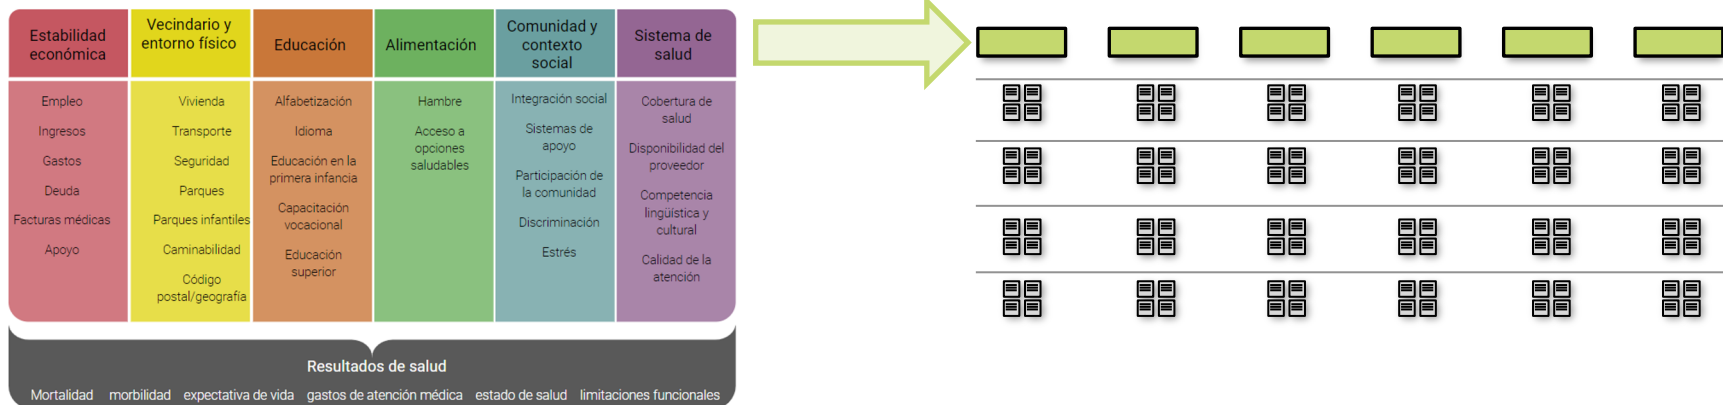 Estabilidad
económica
Vecindario y
entorno físico
Educación
Alimentación
Comunidad y
contexto
social
Sistema de
salud
Empleo
Ingresos
Gastos
Deuda
Facturas médicas
Apoyo
Vivienda
Transporte
Seguridad
Parques
Parques infantiles
Caminabilidad
Código
postal/geografía
Alfabetización
Idioma
Educación en la
primera infancia
Capacitación
vocacional
Educación
superior
Hambre
Acceso a
opciones
saludables
Integración social
Sistemas de
apoyo
Participación de
la comunidad
Discriminación
Estrés
Cobertura de
salud
Disponibilidad del
proveedor
Competencia
lingüística y
cultural
Calidad de la
atención
Resultados de salud
Mortalidad morbilidad expectativa de vida gastos de atención médica estado de salud limitaciones funcionales